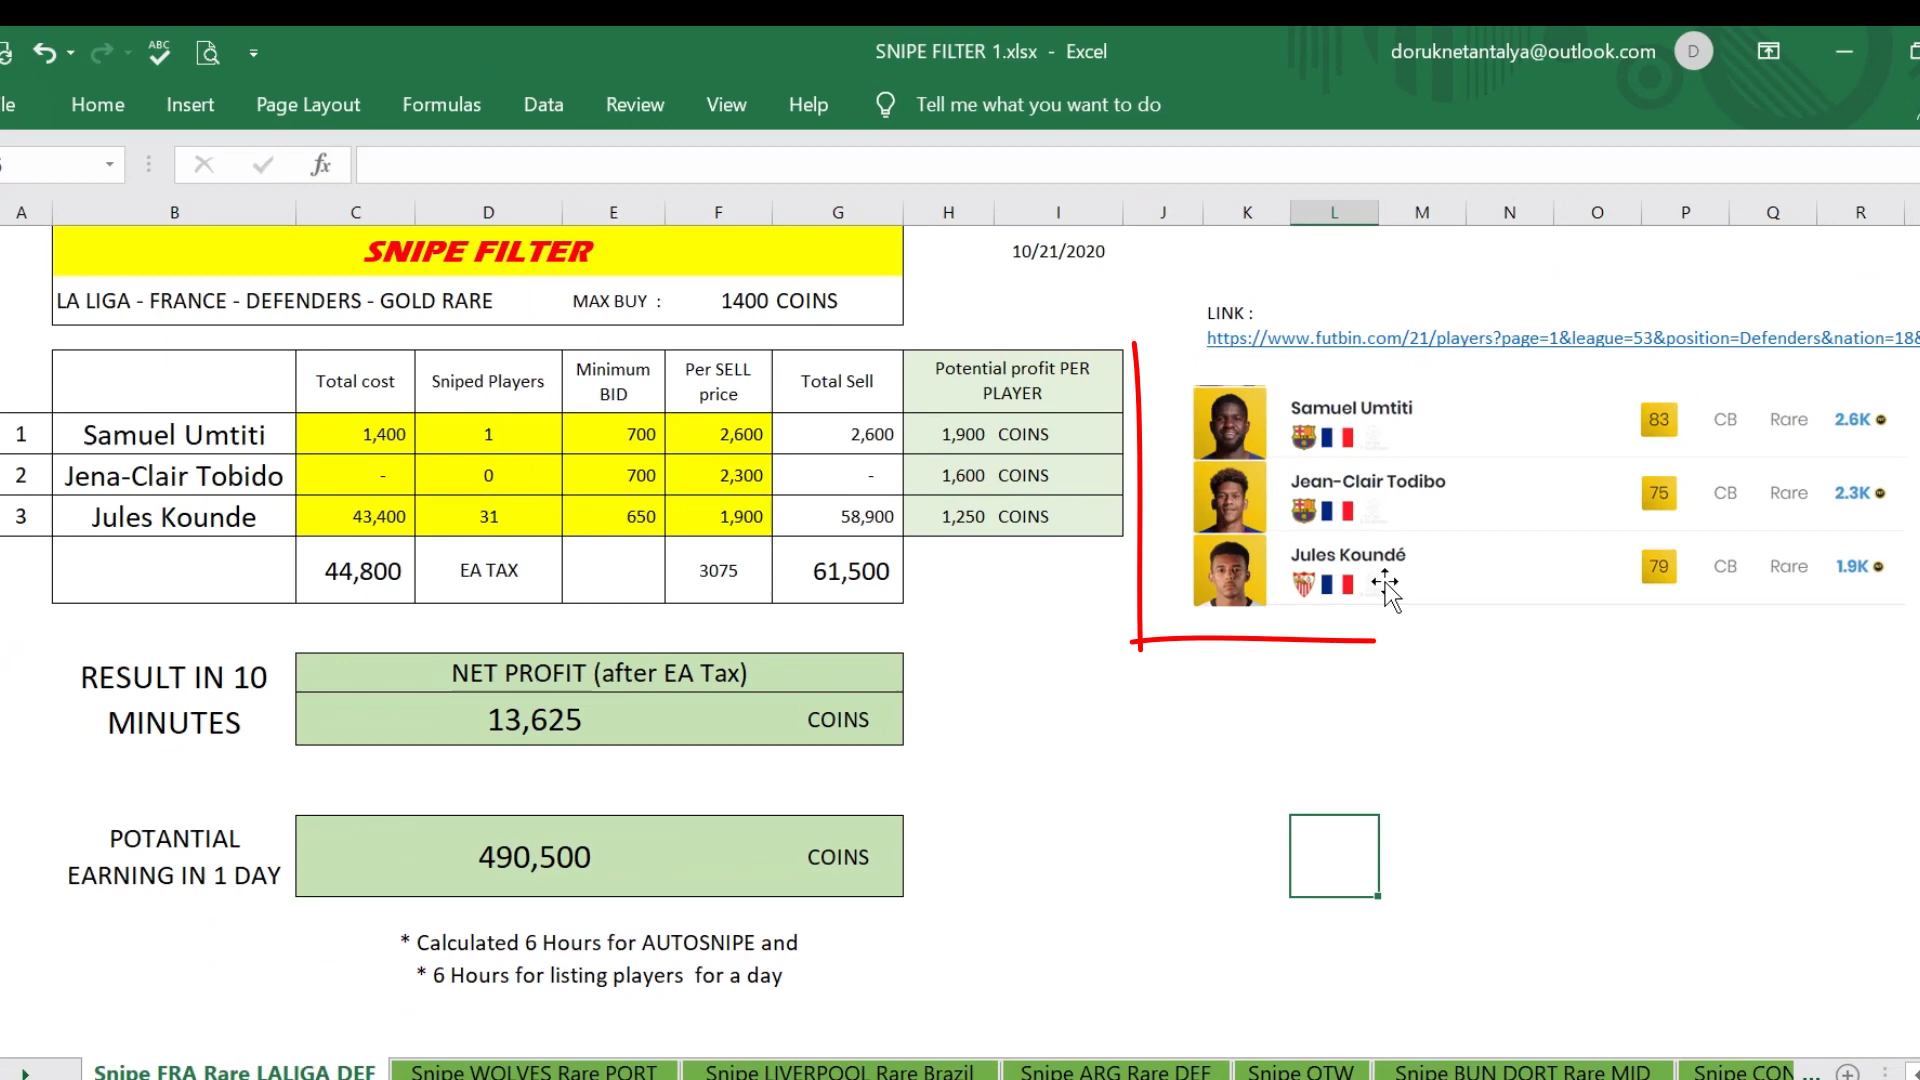 ABC
SNIPE FILTER 1.xlsx - Excel
doruknetantalya@outlook.com
D
le Home Insert Page Layout Formulas Data Review View Help Tell me what you want to do
fx
A B C D E F G H I J K L M N O P Q R
SNIPE FILTER
10/21/2020
LA LIGA - FRANCE - DEFENDERS - GOLD RARE MAX BUY : 1400 COINS
LINK :
https://www.futbin.com/21/players?page=1&league=53&position=Defenders&nation=18&
Total cost Sniped Players Minimum BID Per SELL price Total Sell Potential profit PER PLAYER
1 Samuel Umtiti 1,400 1 700 2,600 2,600 1,900 COINS
2 Jena-Clair Tobido - 0 700 2,300 - 1,600 COINS
3 Jules Kounde 43,400 31 650 1,900 58,900 1,250 COINS
44,800 EA TAX 3075 61,500
Samuel Umtiti 83 CB Rare 2.6K
Jean-Clair Todibo 75 CB Rare 2.3K
Jules Koundé 79 CB Rare 1.9K
RESULT IN 10
MINUTES
NET PROFIT (after EA Tax)
13,625 COINS
POTANTIAL
EARNING IN 1 DAY
490,500 COINS
* Calculated 6 Hours for AUTOSNIPE and
* 6 Hours for listing players for a day
Snipe FRA Rare LALIGA DEF Snipe WOLVES Rare PORT Snipe LIVERPOOL Rare Brazil Snipe ARG Rare DEF Snipe OTW Snipe BUN DORT Rare MID Snipe CON ...